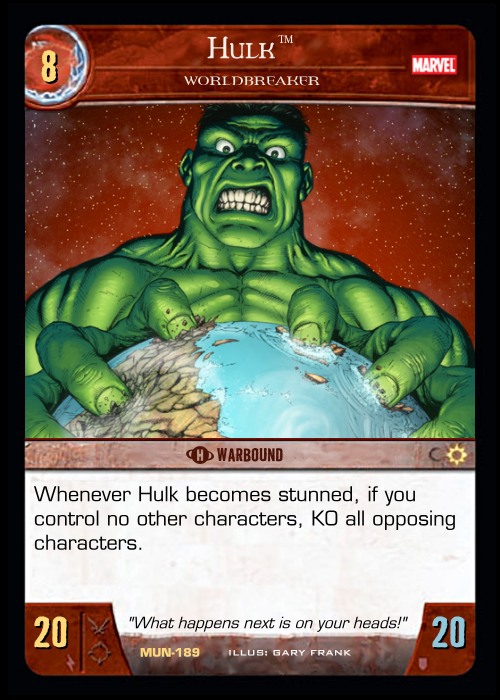 8
Hulk™
WORLDBREAKER
MARVEL
H WARBOUND
Whenever Hulk becomes stunned, if you
control no other characters, KO all opposing
characters.
20
"What happens next is on your heads!"
20
MUN-189 ILLUS: GARY FRANK